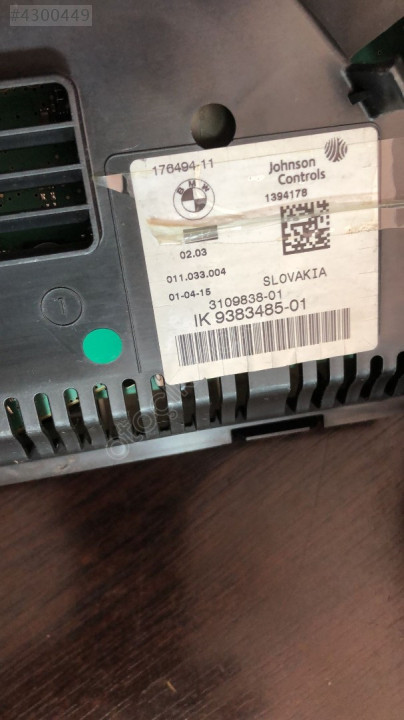 #4300449
176494-11
Johnson
Controls
BMW
139417B
02.03
011.033.004
SLOVAKIA
01-04-15
3109838-01
IK 9383485-01
1